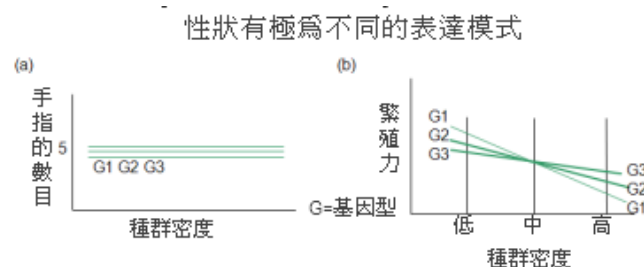 性狀有極爲不同的表達模式
(a)
手指的數目
5
G1 G2 G3
種群密度
(b)
繁殖力
G1
G2
G3
G3
G2
G1
G=基因型
低 中 高
種群密度